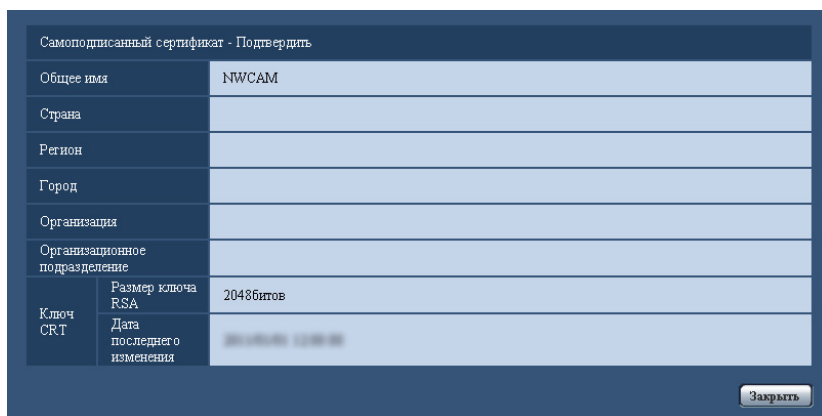 Самоподписанный сертификат - Подтвердить
Общее имя
NWCAM
Страна
Регион
Город
Организация
Организационное
подразделение
Ключ
CRT
Размер ключа
RSA
2048битов
Дата
последнего
изменения
Закрыть